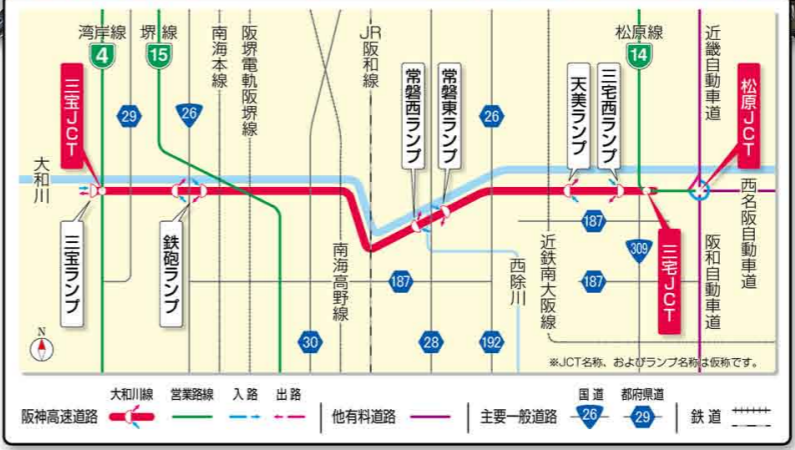 湾岸線
4
堺線
15
南海本線
阪堺電軌阪堺線
JR阪和線
松原線
14
近畿自動車道
三宝JCT
29
26
常磐西ランプ
常磐東ランプ
26
天美ランプ
三宅西ランプ
松原JCT
大和川
三宝ランプ
鉄砲ランプ
南海高野線
187
西除川
近鉄南大阪線
187
187
309
三宅JCT
阪和自動車道
西名阪自動車道
N
30
28
192
※JCT名称、およびランプ名称は仮称です。
阪神高速道路
大和川線
営業路線
入路
出路
他有料道路
主要一般道路
国道
26
都府県道
29
鉄道